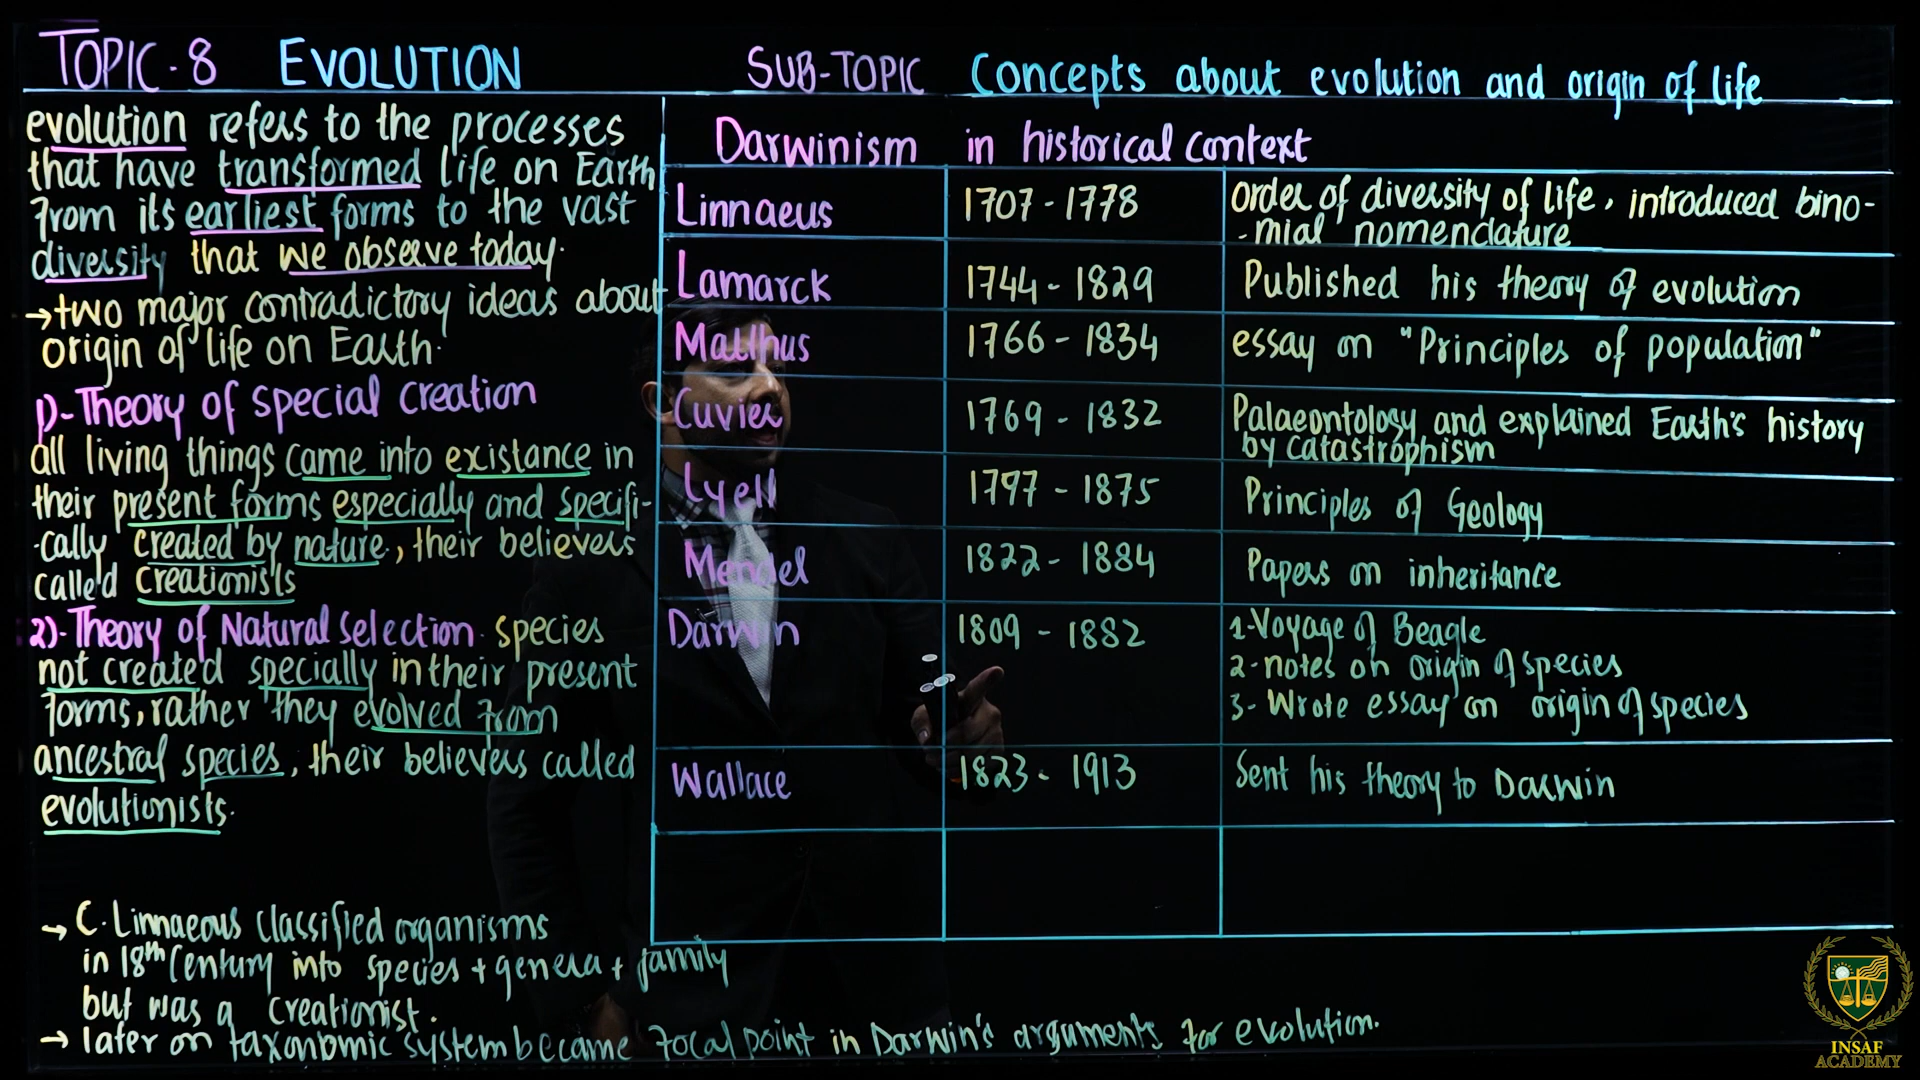 TOPIC-8 EVOLUTION SUB-TOPIC Concepts about evolution and origin of life
evolution refers to the processes
that have transformed life on Earth
from its earliest forms to the vast
diversity that we observe today.
→ two major contradictory ideas about
origin of life on Earth.
1)- Theory of special creation
all living things came into existance in
their present forms especially and specifi-
-cally created by nature, their believers
called creationists
2)- Theory of Natural selection. species
not created specially in their present
forms, rather they evolved from
ancestral species, their believers called
evolutionists.
→ C. Linnaeous classified organisms
in 18th Century into species + genera + family
but was a creationist.
→ later on taxonomic system became focal point in Darwin's arguments for evolution.
Darwinism in historical context
Linnaeus 1707 - 1778 order of diversity of life, introduced bino-
-mial nomenclature
Lamarck 1744 - 1829 Published his theory of evolution
Malthus 1766 - 1834 essay on "Principles of population"
Cuvier 1769 - 1832 Palaeontology and explained Earth's history
by catastrophism
Lyell 1797 - 1875 Principles of Geology
Mendel 1822 - 1884 Papers on inheritance
Darwin 1809 - 1882 1-Voyage of Beagle
2-notes on origin of species
3- Wrote essay on origin of species
Wallace 1823 - 1913 Sent his theory to Darwin
INSAF
ACADEMY